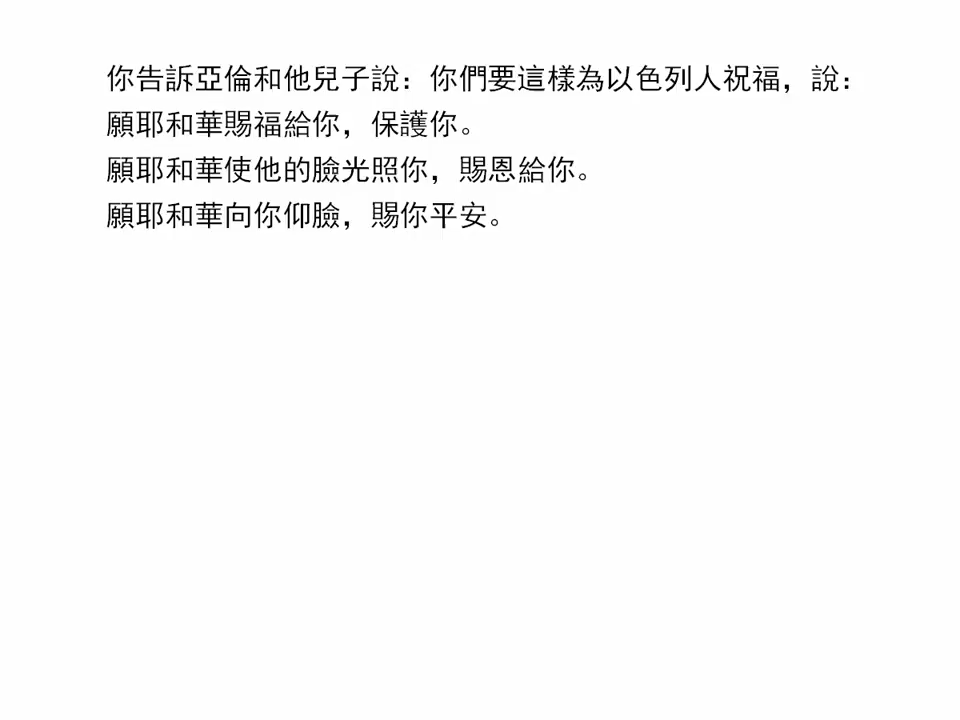 你告訴亞倫和他兒子說：你們要這樣為以色列人祝福，說：
願耶和華賜福給你，保護你。
願耶和華使他的臉光照你，賜恩給你。
願耶和華向你仰臉，賜你平安。